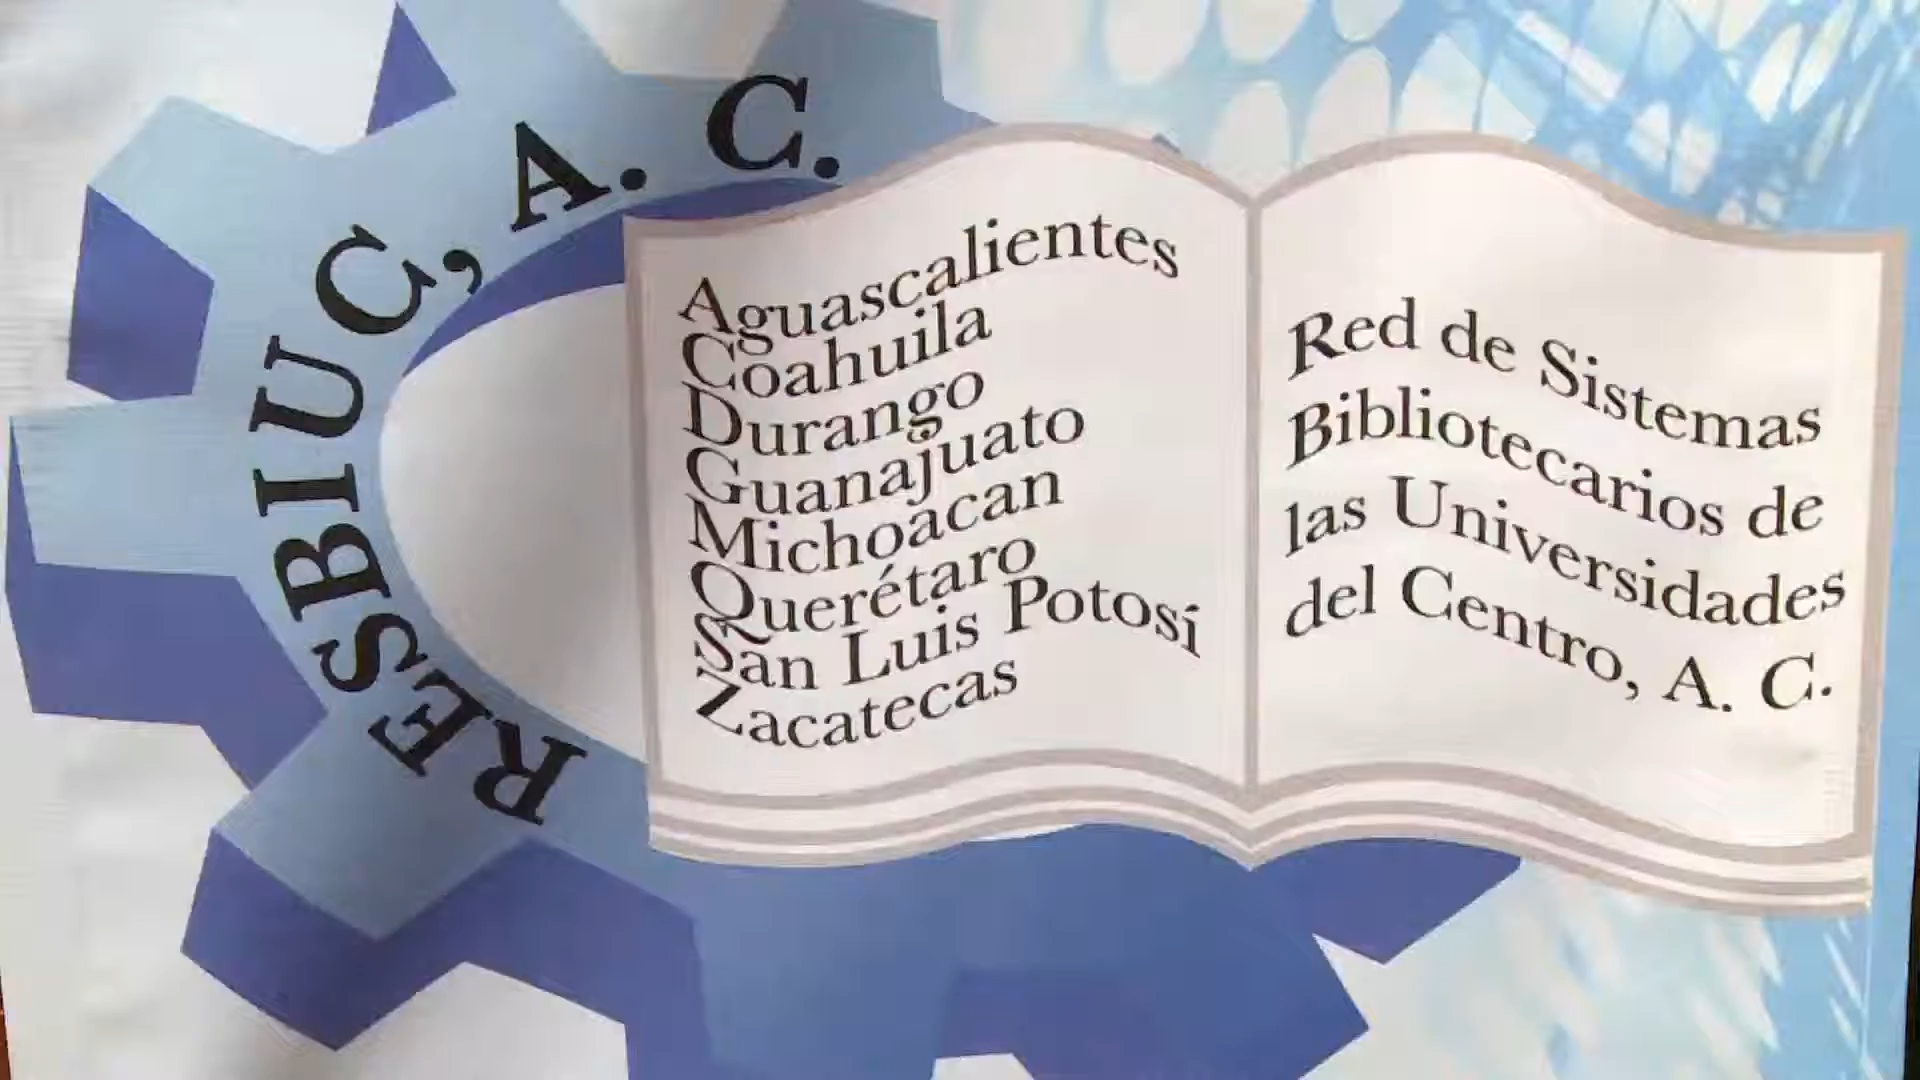 RESBIUC, A. C.
Aguascalientes
Coahuila
Durango
Guanajuato
Michoacan
Querétaro
San Luis Potosí
Zacatecas
Red de Sistemas
Bibliotecarios de
las Universidades
del Centro, A. C.